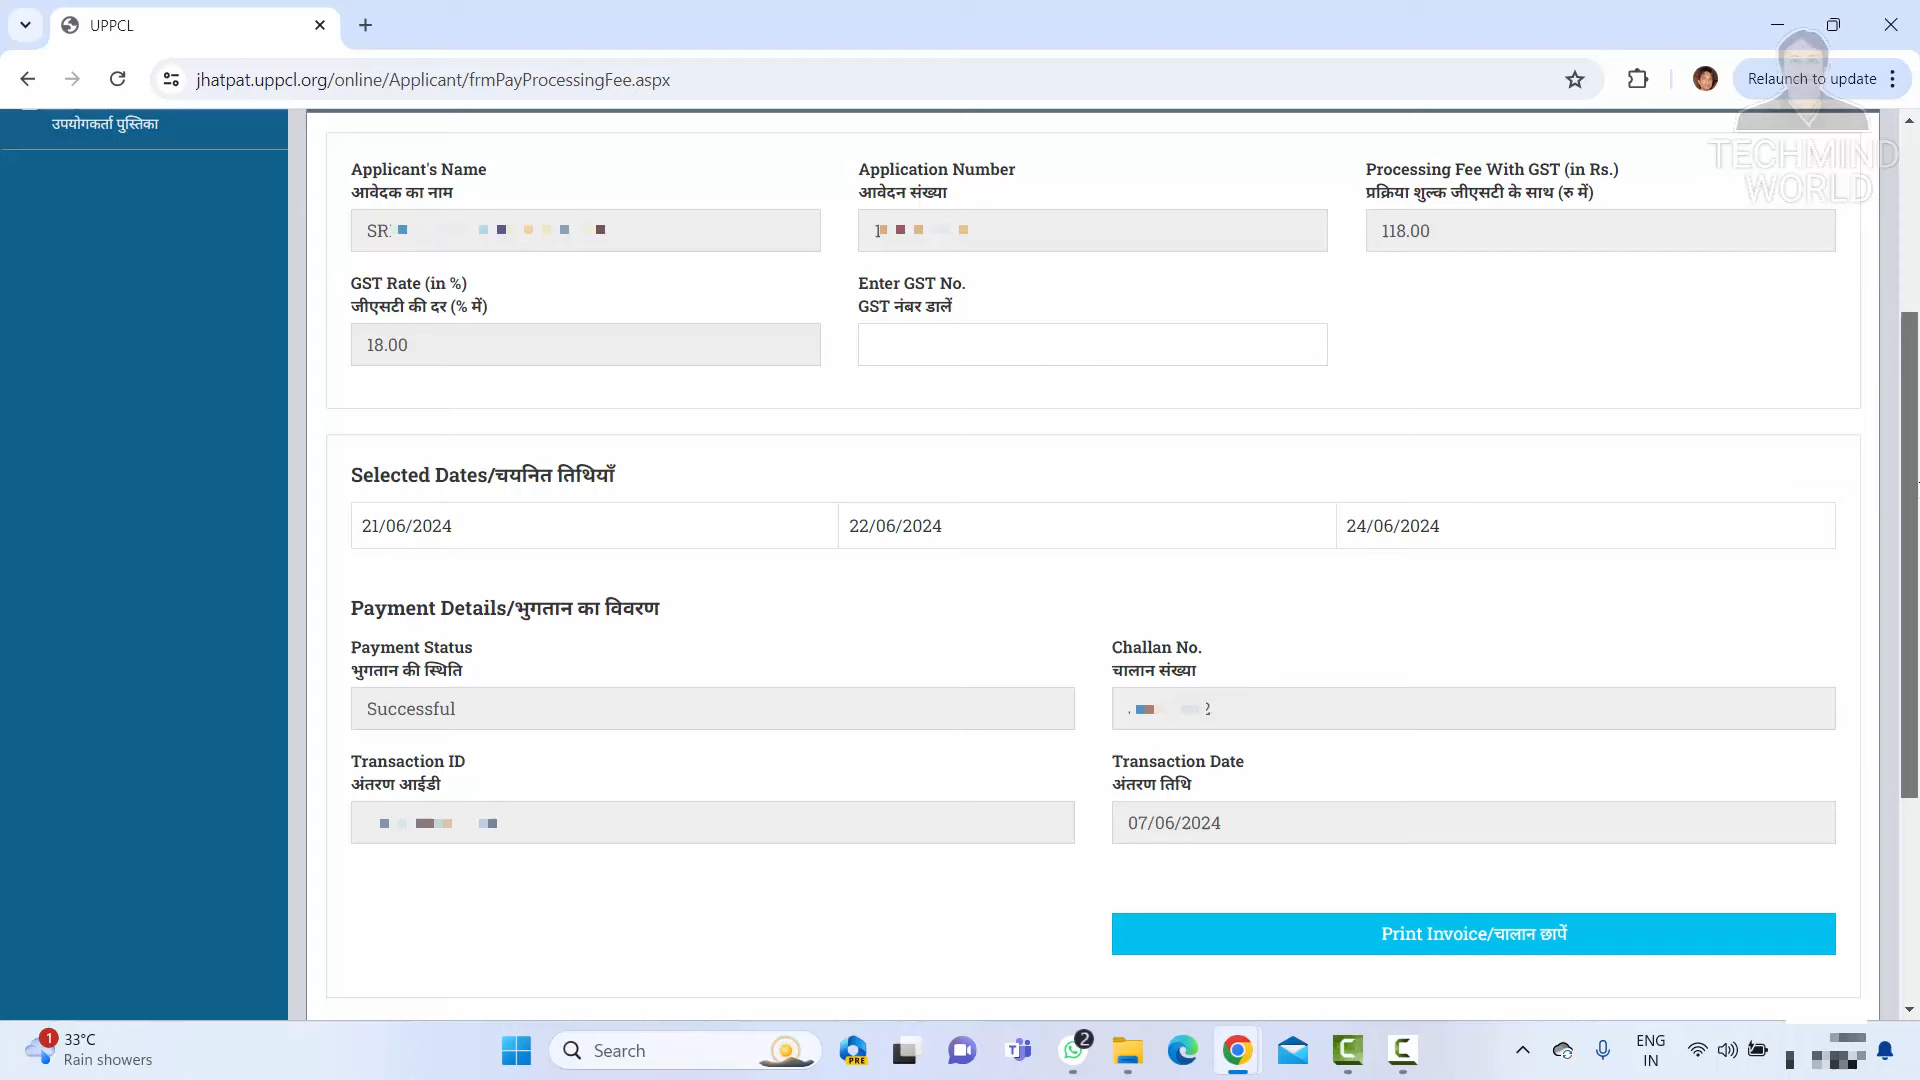 UPPCL
jhatpat.uppcl.org/online/Applicant/frmPayProcessingFee.aspx
Relaunch to update
TECHMIND
WORLD
उपयोगकर्ता पुस्तिका
Applicant's Name
आवेदक का नाम
Application Number
आवेदन संख्या
Processing Fee With GST (in Rs.)
प्रक्रिया शुल्क जीएसटी के साथ (रु में)
118.00
GST Rate (in %)
जीएसटी की दर (% में)
18.00
Enter GST No.
GST नंबर डालें
Selected Dates/चयनित तिथियाँ
21/06/2024
22/06/2024
24/06/2024
Payment Details/भुगतान का विवरण
Payment Status
भुगतान की स्थिति
Successful
Challan No.
चालान संख्या
Transaction ID
अंतरण आईडी
Transaction Date
अंतरण तिथि
07/06/2024
Print Invoice/चालान छापें
1
33°C
Rain showers
Search
PRE
2
ENG
IN